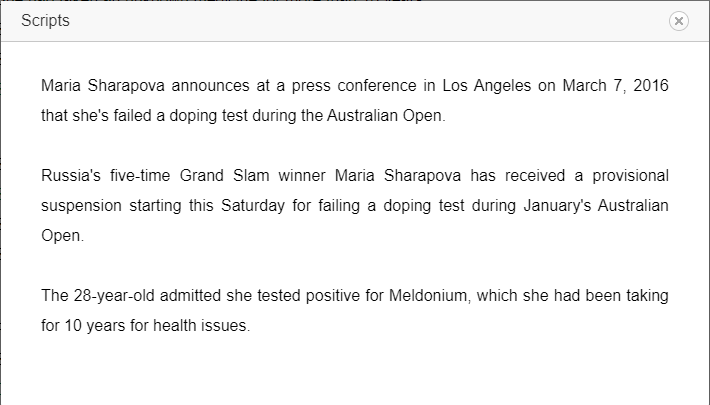 Scripts
Maria Sharapova announces at a press conference in Los Angeles on March 7, 2016
that she's failed a doping test during the Australian Open.
Russia's five-time Grand Slam winner Maria Sharapova has received a provisional
suspension starting this Saturday for failing a doping test during January's Australian
Open.
The 28-year-old admitted she tested positive for Meldonium, which she had been taking
for 10 years for health issues.